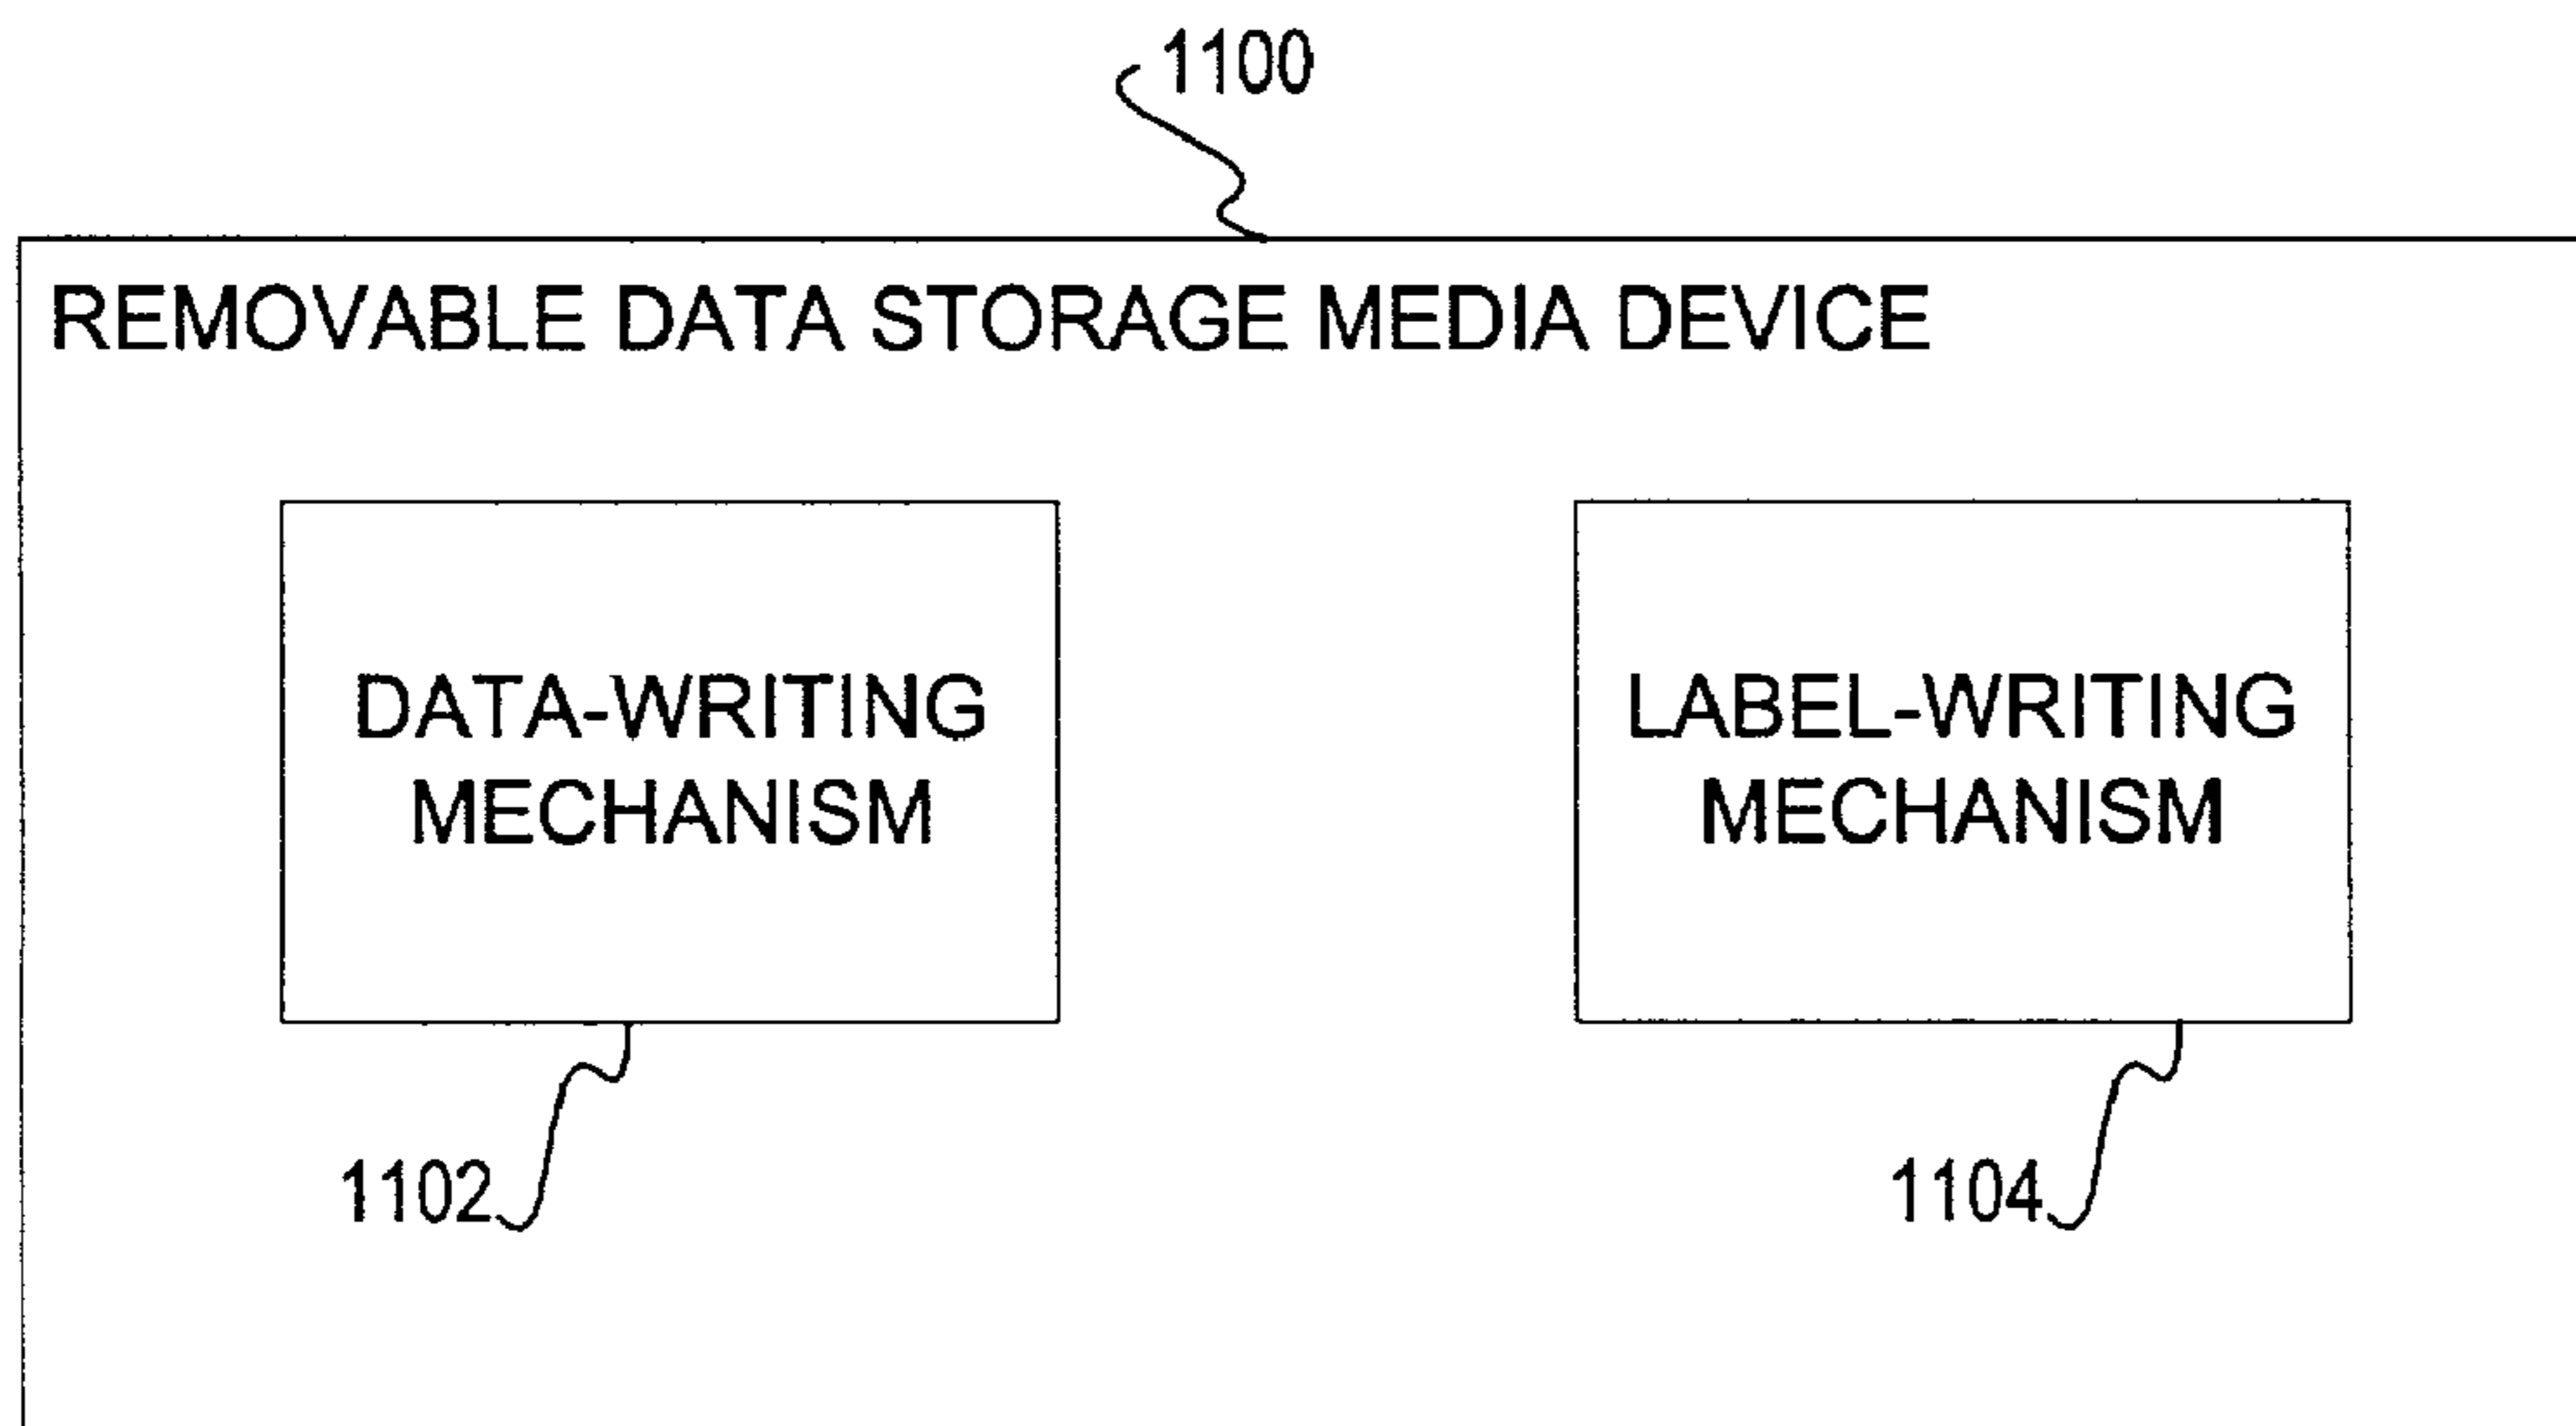 1100
REMOVABLE DATA STORAGE MEDIA DEVICE
DATA-WRITING
MECHANISM
LABEL-WRITING
MECHANISM
1102
1104